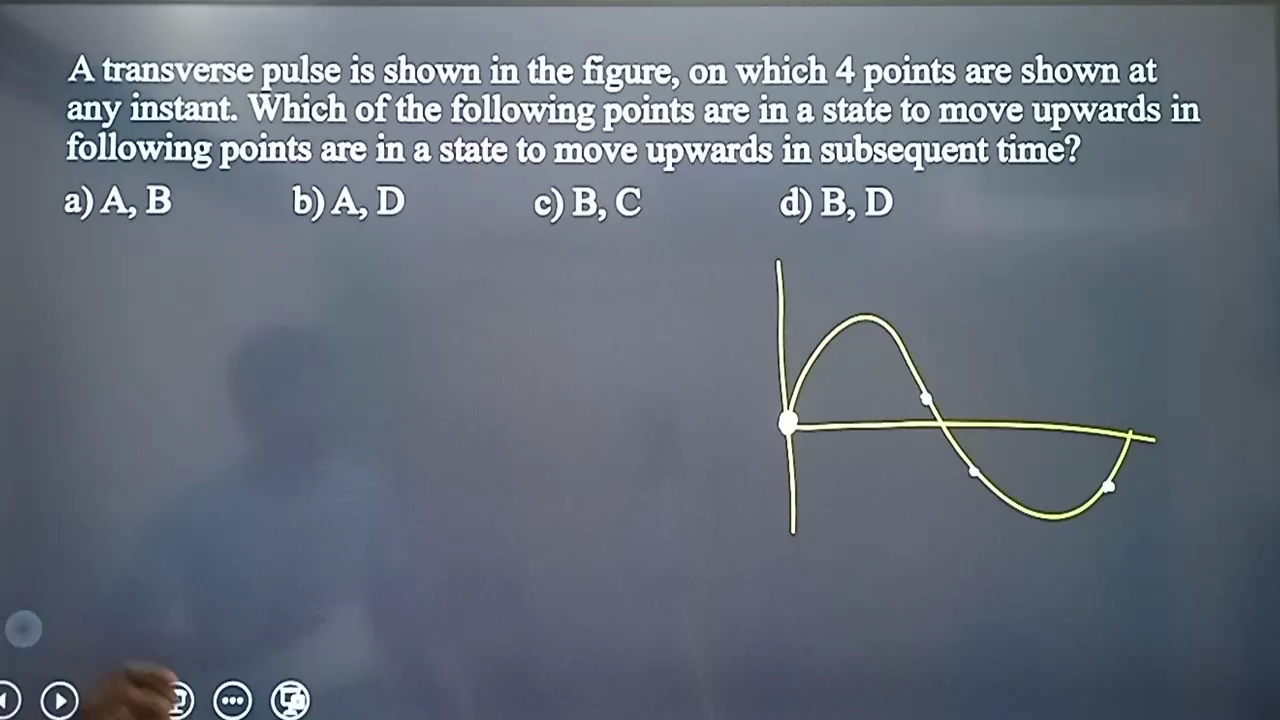 A transverse pulse is shown in the figure, on which 4 points are shown at
any instant. Which of the following points are in a state to move upwards in
following points are in a state to move upwards in subsequent time?
a) A, B b) A, D c) B, C d) B, D